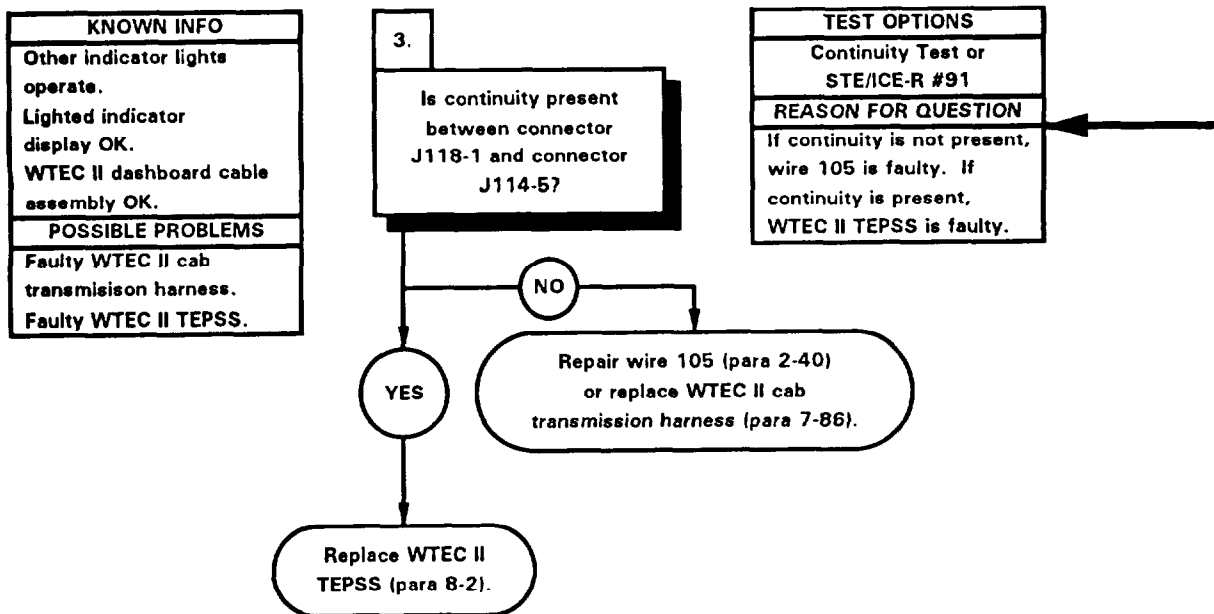 KNOWN INFO
Other indicator lights
operate.
Lighted indicator
display OK.
WTEC II dashboard cable
assembly OK.
POSSIBLE PROBLEMS
Faulty WTEC II cab
transmisison harness.
Faulty WTEC II TEPSS.
3.
Is continuity present
between connector
J118-1 and connector
J114-5?
TEST OPTIONS
Continuity Test or
STE/ICE-R #91
REASON FOR QUESTION
If continuity is not present,
wire 105 is faulty. If
continuity is present,
WTEC II TEPSS is faulty.
NO
YES
Repair wire 105 (para 2-40)
or replace WTEC II cab
transmission harness (para 7-86).
Replace WTEC II
TEPSS (para 8-2).